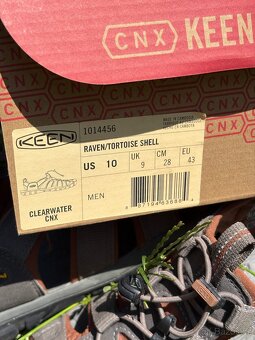 CNX KEEN
KEEN
1014456
RAVEN/TORTOISE SHELL
US 10
UK 9
CM 28
EU 43
MEN
CLEARWATER
CNX